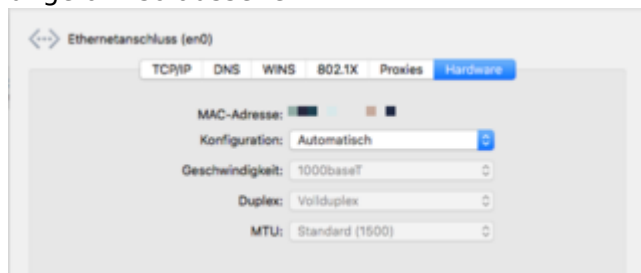 Ethernetanschluss (en0)
TCP/IP DNS WINS 802.1X Proxies Hardware
MAC-Adresse:
Konfiguration: Automatisch
Geschwindigkeit: 1000baseT
Duplex: Vollduplex
MTU: Standard (1500)